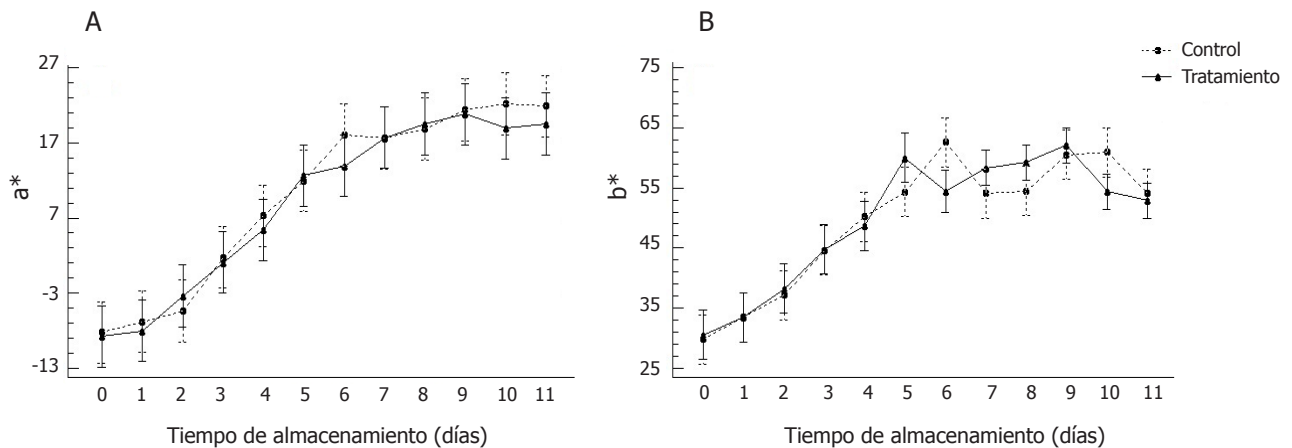 A
a*
27
17
7
-3
-13
0 1 2 3 4 5 6 7 8 9 10 11
Tiempo de almacenamiento (días)
B
b*
75
65
55
45
35
25
0 1 2 3 4 5 6 7 8 9 10 11
Tiempo de almacenamiento (días)
Control
Tratamiento